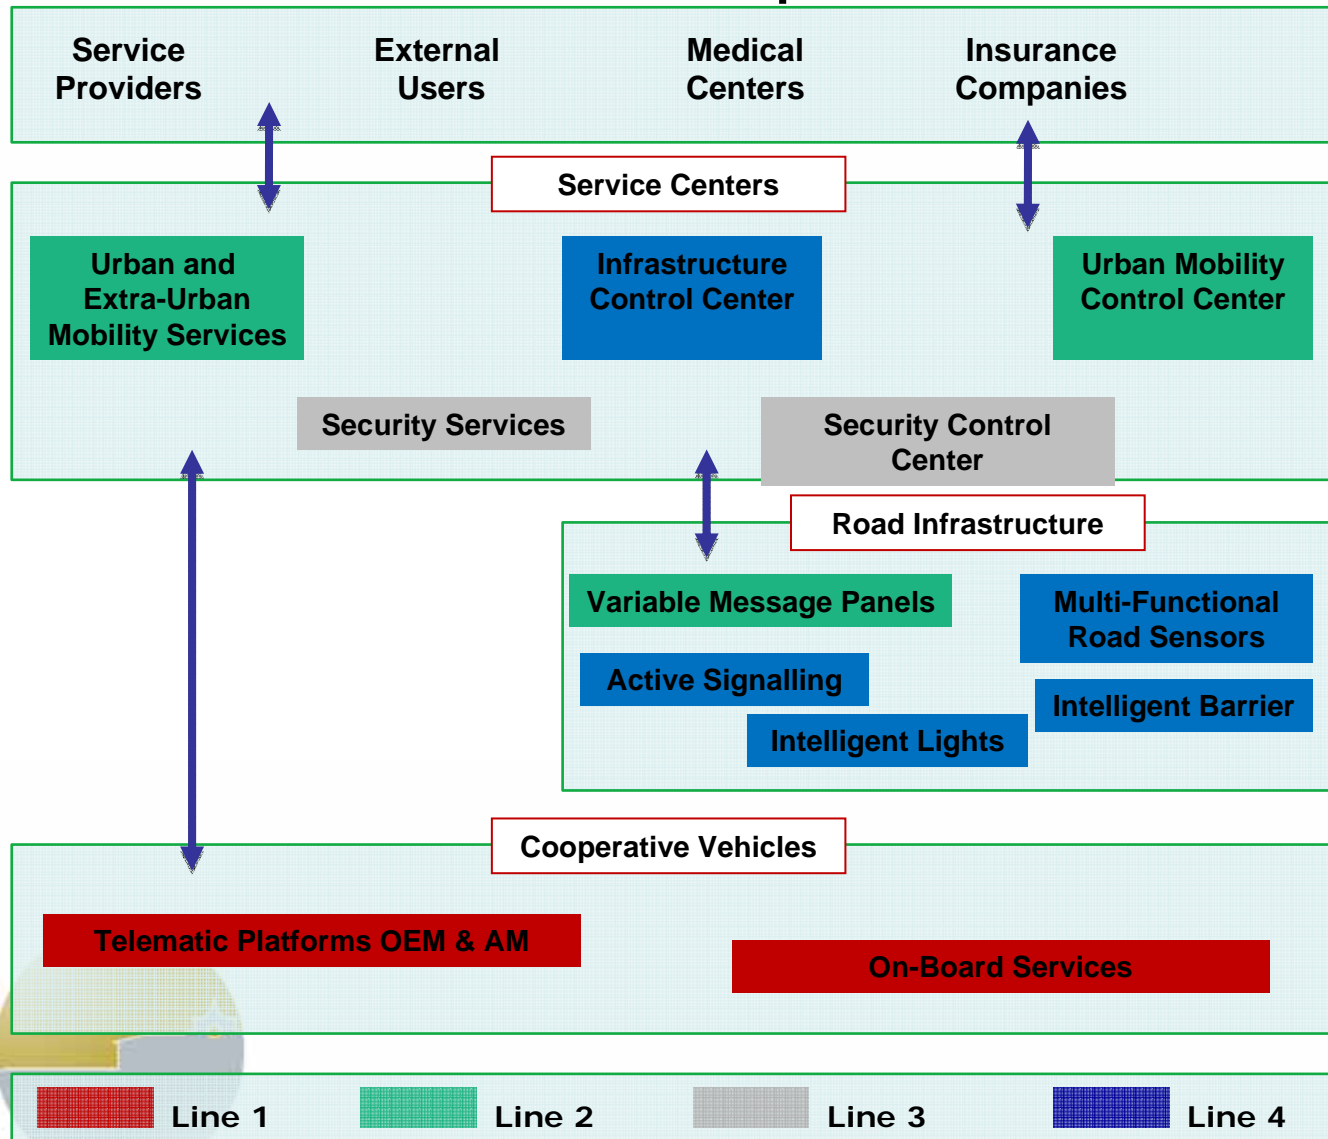 Service
Providers
External
Users
Medical
Centers
Insurance
Companies
Service Centers
Urban and
Extra-Urban
Mobility Services
Infrastructure
Control Center
Urban Mobility
Control Center
Security Services
Security Control
Center
Road Infrastructure
Variable Message Panels
Multi-Functional
Road Sensors
Active Signalling
Intelligent Barrier
Intelligent Lights
Cooperative Vehicles
Telematic Platforms OEM & AM
On-Board Services
Line 1
Line 2
Line 3
Line 4